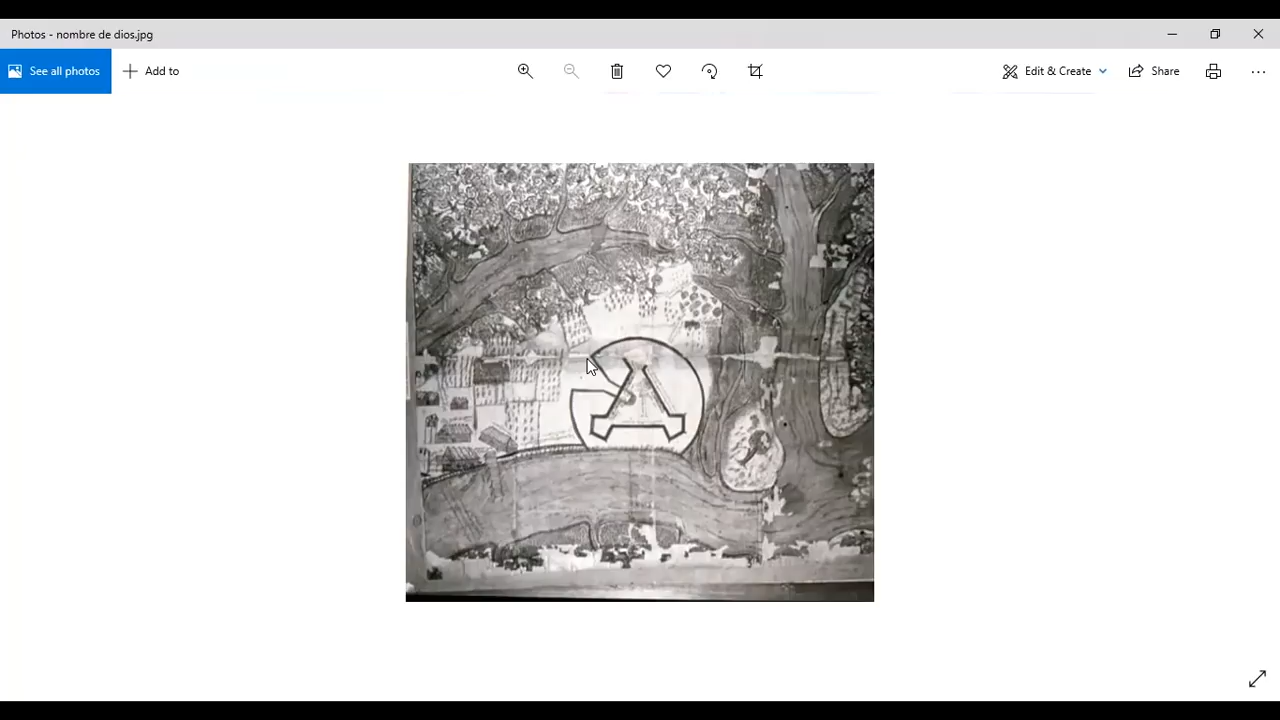 Photos - nombre de dios.jpg
See all photos
Add to
Edit & Create
Share